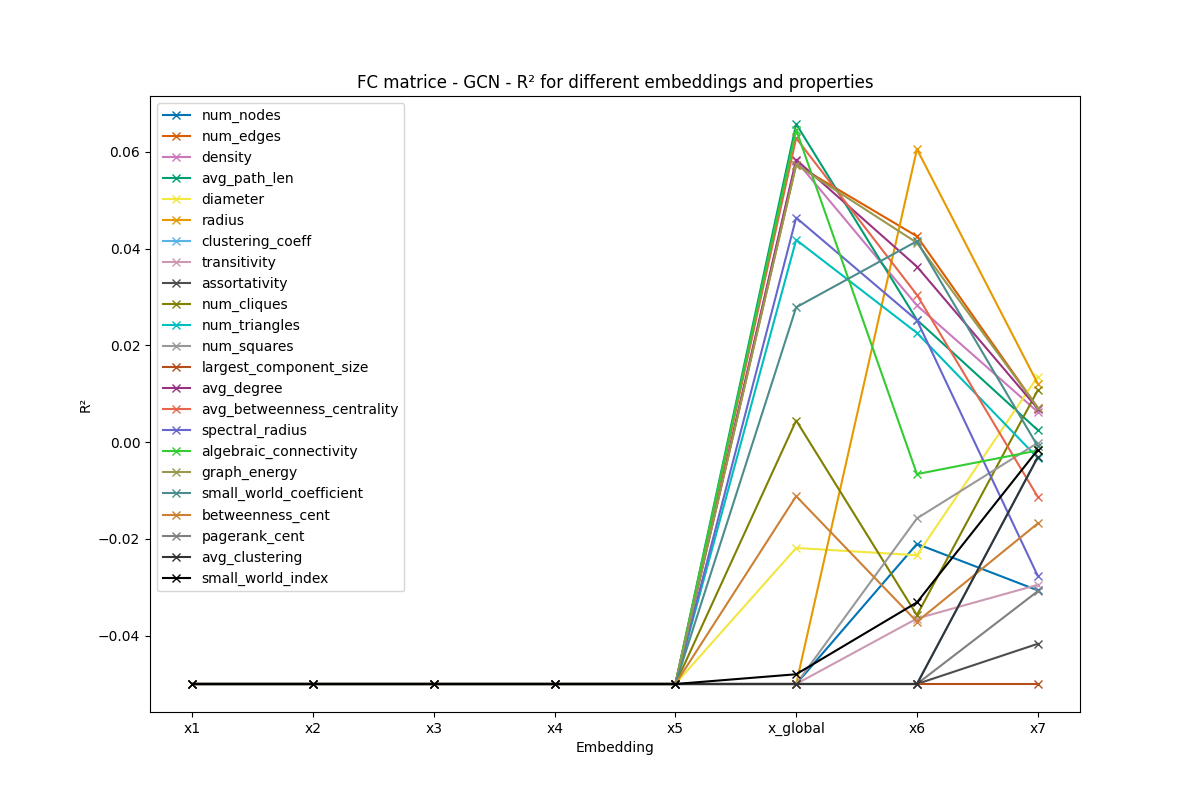 FC matrice - GCN - R² for different embeddings and properties
num_nodes
num_edges
density
avg_path_len
diameter
radius
clustering_coeff
transitivity
assortativity
num_cliques
num_triangles
num_squares
largest_component_size
avg_degree
avg_betweenness_centrality
spectral_radius
algebraic_connectivity
graph_energy
small_world_coefficient
betweenness_cent
pagerank_cent
avg_clustering
small_world_index
0.06
0.04
0.02
0.00
−0.02
−0.04
R²
x1 x2 x3 x4 x5 x_global x6 x7
Embedding